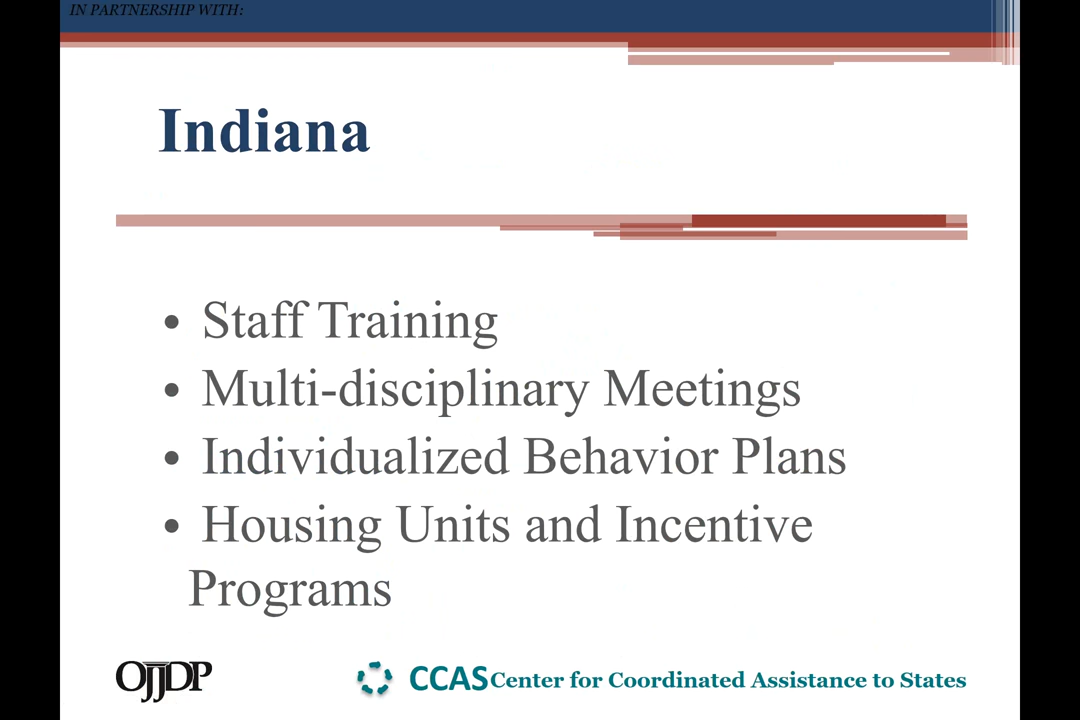 IN PARTNERSHIP WITH:
Indiana
• Staff Training
• Multi-disciplinary Meetings
• Individualized Behavior Plans
• Housing Units and Incentive
Programs
OJJDP
CCAS Center for Coordinated Assistance to States